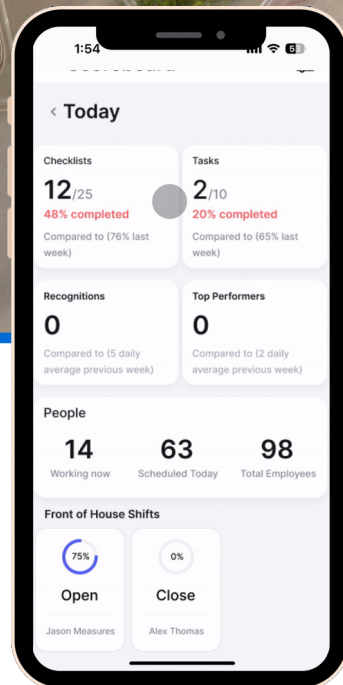 1:54
53
< Today
Checklists
12/25
48% completed
Compared to (76% last
week)
Tasks
2/10
20% completed
Compared to (65% last
week)
Recognitions
0
Compared to (5 daily
average previous week)
Top Performers
0
Compared to (2 daily
average previous week)
People
14
Working now
63
Scheduled Today
98
Total Employees
Front of House Shifts
75%
Open
Jason Measures
0%
Close
Alex Thomas